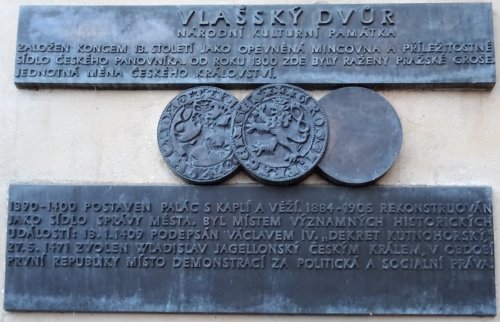 VLAŠSKÝ DVŮR
NÁRODNÍ KULTURNÍ PAMÁTKA
ZALOŽEN KONCEM 13. STOLETÍ JAKO OPEVNĚNÁ MINCOVNA A PŘÍLEŽITOSTNÉ
SÍDLO ČESKÉHO PANOVNÍKA. OD ROKU 1300 ZDE BYLY RAŽENY PRAŽSKÉ GROŠE,
JEDNOTNÁ MĚNA ČESKÉHO KRÁLOVSTVÍ.
1390-1400 POSTAVEN PALÁC S KAPLÍ A VĚŽÍ. 1884-1905 REKONSTRUOVÁN
JAKO SÍDLO SPRÁVY MĚSTA. BYL MÍSTEM VÝZNAMNÝCH HISTORICKÝCH
UDÁLOSTÍ: 18.1.1409 PODEPSÁN VÁCLAVEM IV. „DEKRET KUTNOHORSKÝ“
27. 5. 1471 ZVOLEN WLADISLAV JAGELLONSKÝ ČESKÝM KRÁLEM, V OBDOBÍ
PRVNÍ REPUBLIKY MÍSTO DEMONSTRACÍ ZA POLITICKÁ A SOCIÁLNÍ PRÁVA.